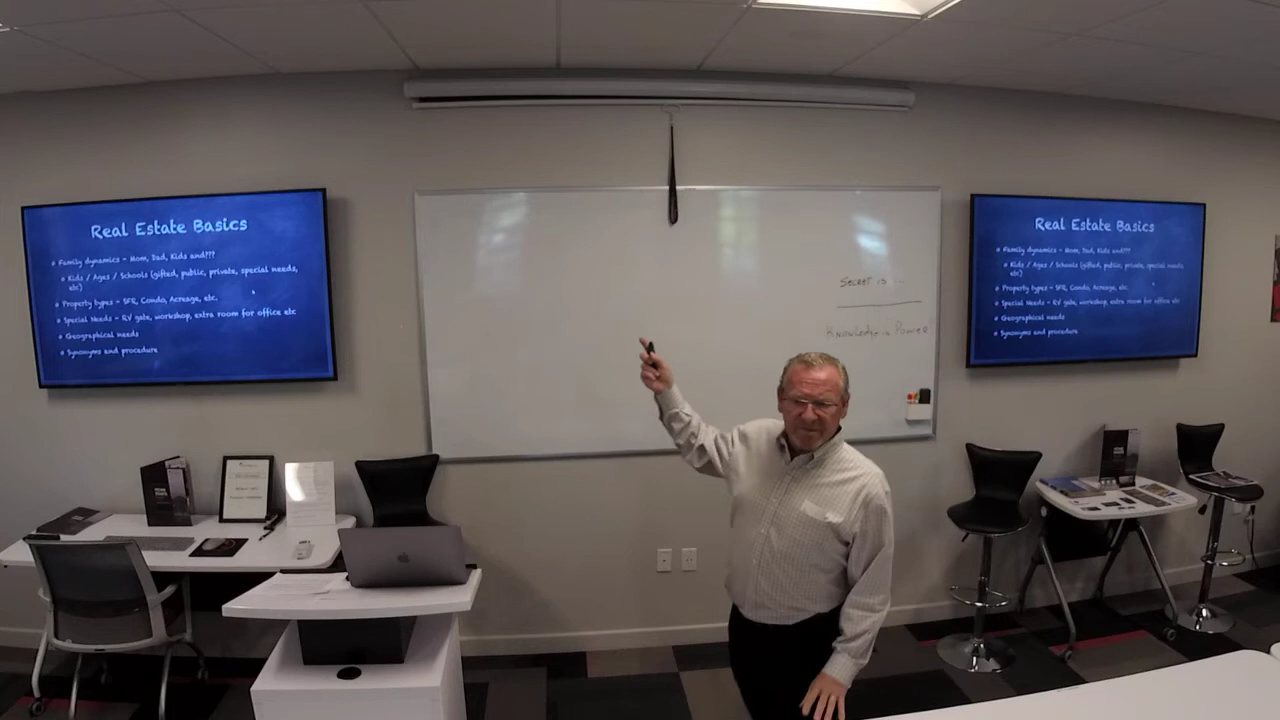 Real Estate Basics
Family dynamics - Mom, Dad, Kids and???
Kids / Ages / Schools (gifted, public, private, special needs,
etc)
Property types - SFR, Condo, Acreage, etc.
Special Needs - RV gate, workshop, extra room for office etc
Geographical needs
Synonyms and procedure
Secret is ...
Knowledge is Power"
Real Estate Basics
Family dynamics - Mom, Dad, Kids and???
Kids / Ages / Schools (gifted, public, private, special needs,
etc)
Property types - SFR, Condo, Acreage, etc.
Special Needs - RV gate, workshop, extra room for office etc
Geographical needs
Synonyms and procedure